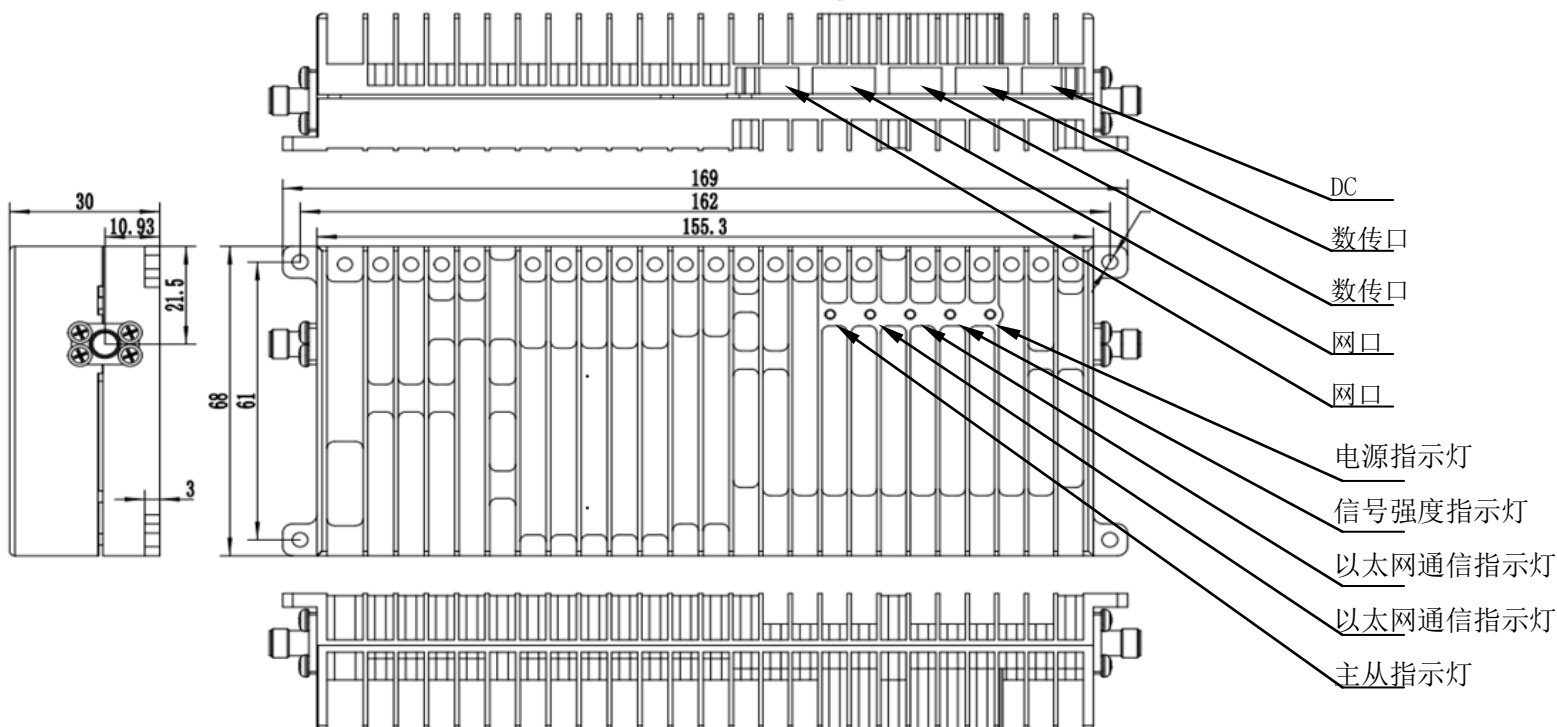 169
162
155.3
30
10.93
21.5
68
61
3
DC
数传口
数传口
网口
网口
电源指示灯
信号强度指示灯
以太网通信指示灯
以太网通信指示灯
主从指示灯